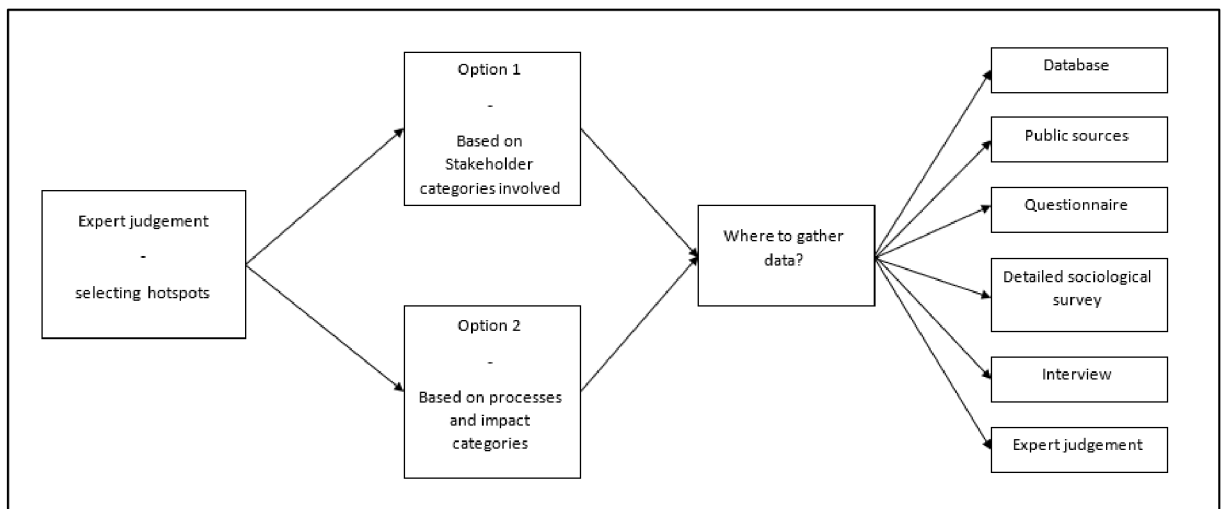 Expert judgement
-
selecting hotspots
Option 1
-
Based on
Stakeholder
categories involved
Option 2
-
Based on processes
and impact
categories
Where to gather
data?
Database
Public sources
Questionnaire
Detailed sociological
survey
Interview
Expert judgement